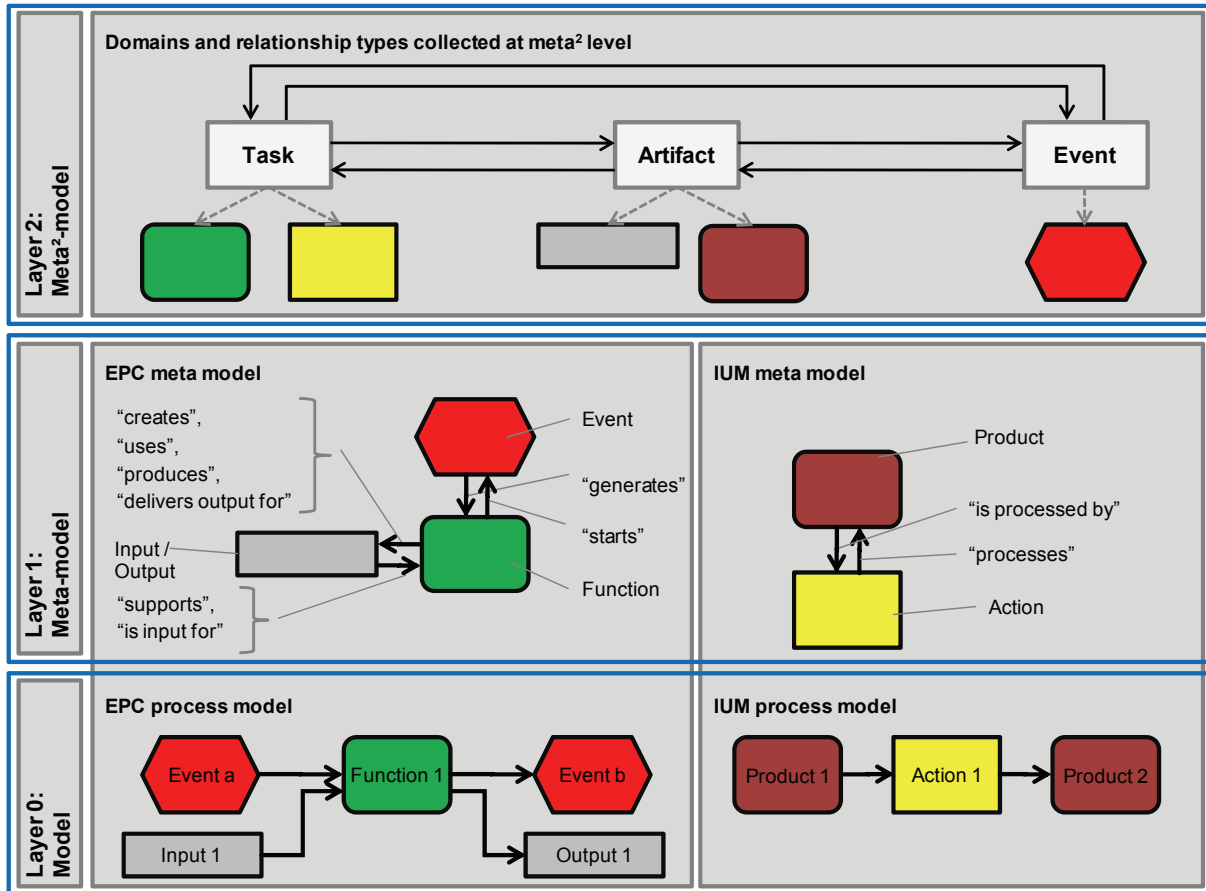 Layer 2:
Meta²-model
Domains and relationship types collected at meta² level
Task
Artifact
Event
Layer 1:
Meta-model
EPC meta model
“creates”,
“uses”,
“produces”,
“delivers output for”
Input /
Output
“supports”,
“is input for”
Event
“generates”
“starts”
Function
IUM meta model
Product
“is processed by”
“processes”
Action
Layer 0:
Model
EPC process model
Event a
Function 1
Event b
Input 1
Output 1
IUM process model
Product 1
Action 1
Product 2